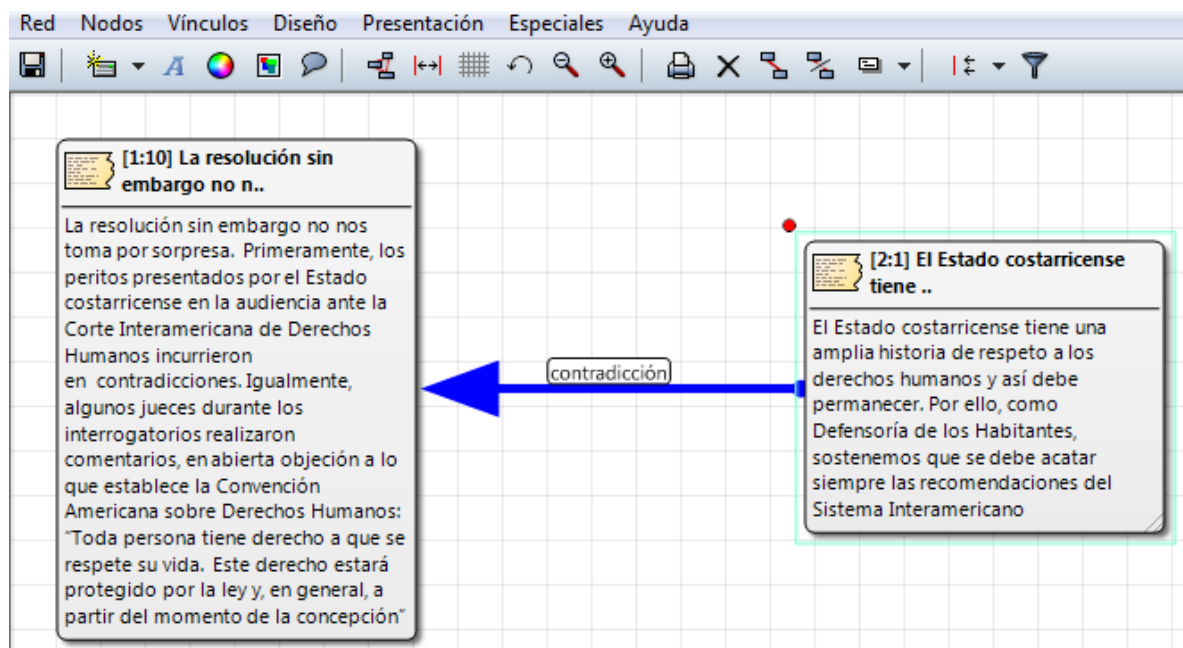 Red Nodos Vínculos Diseño Presentación Especiales Ayuda
[1:10] La resolución sin
embargo no n..
La resolución sin embargo no nos
toma por sorpresa. Primeramente, los
peritos presentados por el Estado
costarricense en la audiencia ante la
Corte Interamericana de Derechos
Humanos incurrieron
en contradicciones. Igualmente,
algunos jueces durante los
interrogatorios realizaron
comentarios, en abierta objeción a lo
que establece la Convención
Americana sobre Derechos Humanos:
“Toda persona tiene derecho a que se
respete su vida. Este derecho estará
protegido por la ley y, en general, a
partir del momento de la concepción”
contradicción
[2:1] El Estado costarricense
tiene ..
El Estado costarricense tiene una
amplia historia de respeto a los
derechos humanos y así debe
permanecer. Por ello, como
Defensoría de los Habitantes,
sostenemos que se debe acatar
siempre las recomendaciones del
Sistema Interamericano